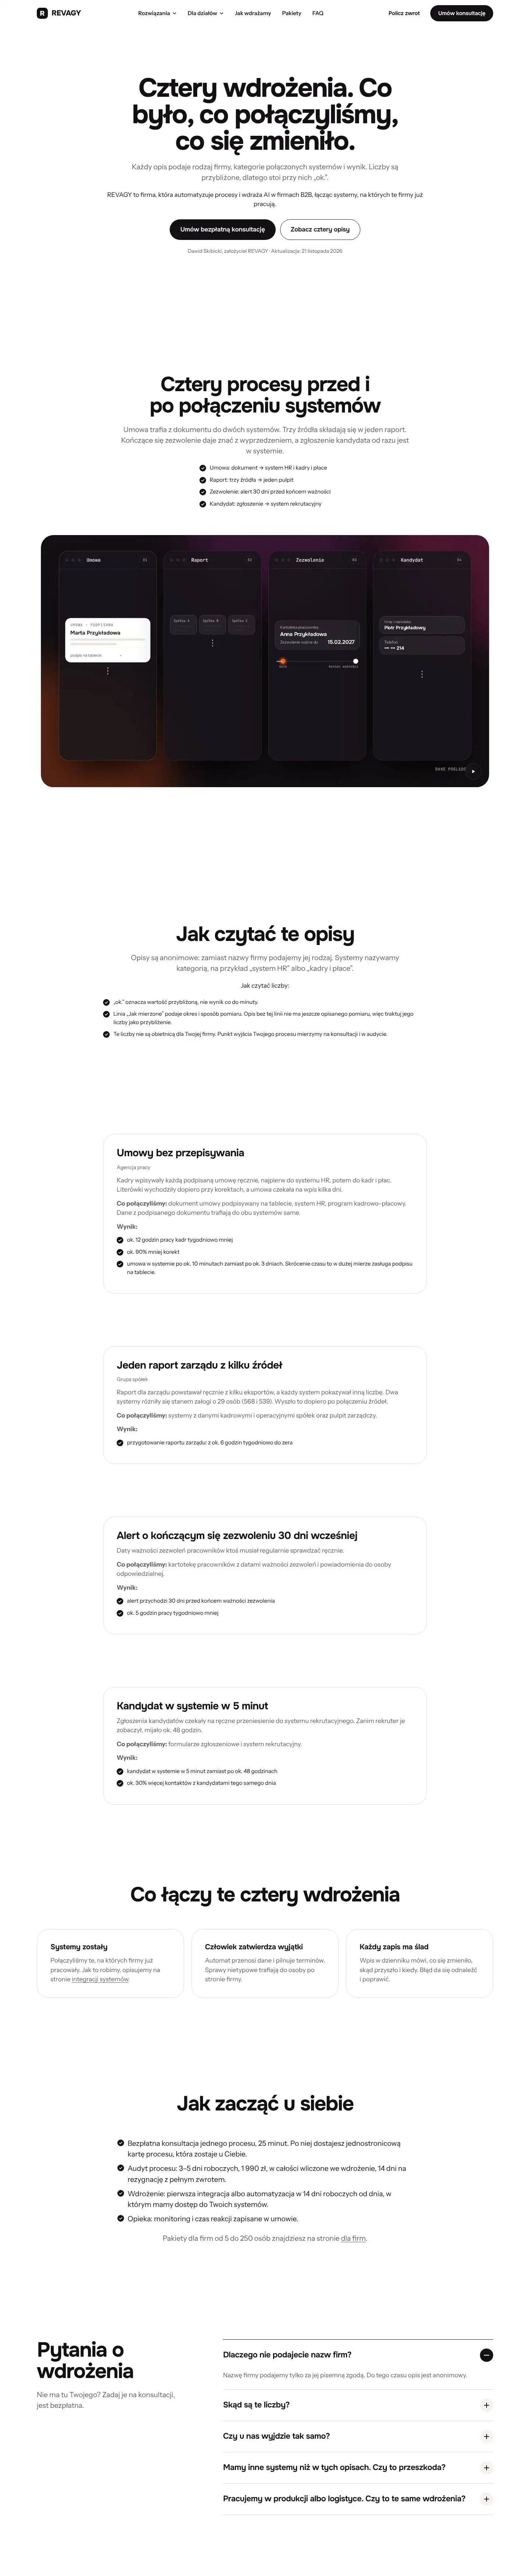 R REVAGY
Rozwiązania
Dla działów
Jak wdrażamy
Pakiety
FAQ
Policz zwrot
Umów konsultację
Cztery wdrożenia. Co
było, co połączyliśmy,
co się zmieniło.
Każdy opis podaje rodzaj firmy, kategorie połączonych systemów i wynik. Liczby są
przybliżone, dlatego stoi przy nich „ok.”.
REVAGY to firma, która automatyzuje procesy i wdraża AI w firmach B2B, łącząc systemy, na których te firmy już
pracują.
Umów bezpłatną konsultację
Zobacz cztery opisy
Dawid Skibicki, założyciel REVAGY · Aktualizacja: 21 listopada 2026
Cztery procesy przed i
po połączeniu systemów
Umowa trafia z dokumentu do dwóch systemów. Trzy źródła składają się w jeden raport.
Kończące się zezwolenie daje znać z wyprzedzeniem, a zgłoszenie kandydata od razu jest
w systemie.
Umowa: dokument → system HR i kadry i płace
Raport: trzy źródła → jeden pulpit
Zezwolenie: alert 30 dni przed końcem ważności
Kandydat: zgłoszenie → system rekrutacyjny
Umowa 01
UMOWA · PODPISANA
Marta Przykładowa
podpis na tablecie
Raport 02
Spółka A
Spółka B
Spółka C
Zezwolenie 03
Kartoteka pracownika
Anna Przykładowa
Zezwolenie ważne do 15.02.2027
Kandydat 04
Imię i nazwisko
Piotr Przykładowy
Telefon
••• ••• 214
Jak czytać te opisy
Opisy są anonimowe: zamiast nazwy firmy podajemy jej rodzaj. Systemy nazywamy
kategorią, na przykład „system HR” albo „kadry i płace”.
Jak czytać liczby:
„ok.” oznacza wartość przybliżoną, nie wynik co do minuty.
Linia „Jak mierzone” podaje okres i sposób pomiaru. Opis bez tej linii nie ma jeszcze opisanego pomiaru, więc traktuj jego
liczby jako przybliżenie.
Te liczby nie są obietnicą dla Twojej firmy. Punkt wyjścia Twojego procesu mierzymy na konsultacji i w audycie.
Umowy bez przepisywania
Agencja pracy
Kadry wpisywały każdą podpisaną umowę ręcznie, najpierw do systemu HR, potem do kadr i płac.
Literówki wychodziły dopiero przy korektach, a umowa czekała na wpis kilka dni.
Co połączyliśmy: dokument umowy podpisywany na tablecie, system HR, program kadrowo-płacowy.
Dane z podpisanego dokumentu trafiają do obu systemów same.
Wynik:
ok. 12 godzin pracy kadr tygodniowo mniej
ok. 90% mniej korekt
umowa w systemie po ok. 10 minutach zamiast po ok. 3 dniach. Skrócenie czasu to w dużej mierze zasługa podpisu
na tablecie.
Jeden raport zarządu z kilku źródeł
Grupa spółek
Raport dla zarządu powstawał ręcznie z kilku eksportów, a każdy system pokazywał inną liczbę. Dwa
systemy różniły się stanem załogi o 29 osób (568 i 539). Wyszło to dopiero po połączeniu źródeł.
Co połączyliśmy: systemy z danymi kadrowymi i operacyjnymi spółek oraz pulpit zarządczy.
Wynik:
przygotowanie raportu zarządu: z ok. 6 godzin tygodniowo do zera
Alert o kończącym się zezwoleniu 30 dni wcześniej
Daty ważności zezwoleń pracowników ktoś musiał regularnie sprawdzać ręcznie.
Co połączyliśmy: kartotekę pracowników z datami ważności zezwoleń i powiadomienia do osoby
odpowiedzialnej.
Wynik:
alert przychodzi 30 dni przed końcem ważności zezwolenia
ok. 5 godzin pracy tygodniowo mniej
Kandydat w systemie w 5 minut
Zgłoszenia kandydatów czekały na ręczne przeniesienie do systemu rekrutacyjnego. Zanim rekruter je
zobaczył, mijało ok. 48 godzin.
Co połączyliśmy: formularze zgłoszeniowe i system rekrutacyjny.
Wynik:
kandydat w systemie w 5 minut zamiast po ok. 48 godzinach
ok. 30% więcej kontaktów z kandydatami tego samego dnia
Co łączy te cztery wdrożenia
Systemy zostały
Połączyliśmy te, na których firmy już
pracowały. Jak to robimy, opisujemy na
stronie integracji systemów.
Człowiek zatwierdza wyjątki
Automat przenosi dane i pilnuje terminów.
Sprawy nietypowe trafiają do osoby po
stronie firmy.
Każdy zapis ma ślad
Wpis w dzienniku mówi, co się zmieniło,
skąd przyszło i kiedy. Błąd da się odnaleźć
i poprawić.
Jak zacząć u siebie
Bezpłatna konsultacja jednego procesu, 25 minut. Po niej dostajesz jednostronicową
kartę procesu, która zostaje u Ciebie.
Audyt procesu: 3–5 dni roboczych, 1 990 zł, w całości wliczone we wdrożenie, 14 dni na
rezygnację z pełnym zwrotem.
Wdrożenie: pierwsza integracja albo automatyzacja w 14 dni roboczych od dnia, w
którym mamy dostęp do Twoich systemów.
Opieka: monitoring i czas reakcji zapisane w umowie.
Pakiety dla firm od 5 do 250 osób znajdziesz na stronie dla firm.
Pytania o
wdrożenia
Nie ma tu Twojego? Zadaj je na konsultacji,
jest bezpłatna.
Dlaczego nie podajecie nazw firm?
Nazwę firmy podajemy tylko za jej pisemną zgodą. Do tego czasu opis jest anonimowy.
Skąd są te liczby?
Czy u nas wyjdzie tak samo?
Mamy inne systemy niż w tych opisach. Czy to przeszkoda?
Pracujemy w produkcji albo logistyce. Czy to te same wdrożenia?